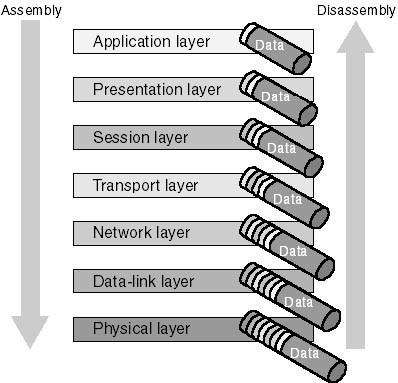 Assembly
Disassembly
Application layer
Data
Presentation layer
Data
Session layer
Data
Transport layer
Data
Network layer
Data
Data-link layer
Data
Physical layer
Data